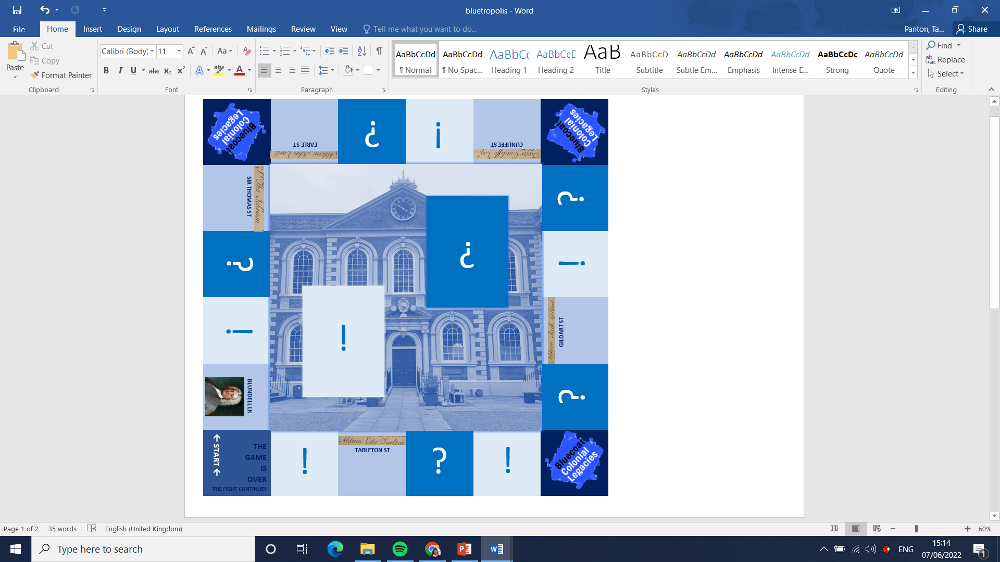 bluetropolis - Word
File
Home
Insert
Design
Layout
References
Mailings
Review
View
Tell me what you want to do...
Panton, Ta...
Share
Paste
Cut
Copy
Format Painter
Clipboard
Calibri (Body)
11
Font
Paragraph
AaBbCcDd
¶ Normal
AaBbCcDd
¶ No Spac...
AaBbCc
Heading 1
AaBbCcD
Heading 2
AaB
Title
AaBbCcD
Subtitle
AaBbCcDd
Subtle Em...
AaBbCcDd
Emphasis
AaBbCcDd
Intense E...
AaBbCcDc
Strong
AaBbCcDd
Quote
Styles
Find
Replace
Select
Editing
Bluecoat
Colonial
Legacies
EARLE ST
Alderm: John Earle
?
!
CUNLIFFE ST
Foster Cunliffe Esq
Bluecoat
Colonial
Legacies
SIR THOMAS ST
Sr. Tho: Johnson
?
?
!
?
!
!
Alderm Rich Gildart
GILDART ST
BLUNDELL LN
?
START
THE
GAME
IS
OVER
THE FIGHT CONTINUES
!
Alderm Edrd Tarleton
TARLETON ST
?
!
Bluecoat
Colonial
Legacies
Page 1 of 2
35 words
English (United Kingdom)
60%
Type here to search
ENG
15:14
07/06/2022
1